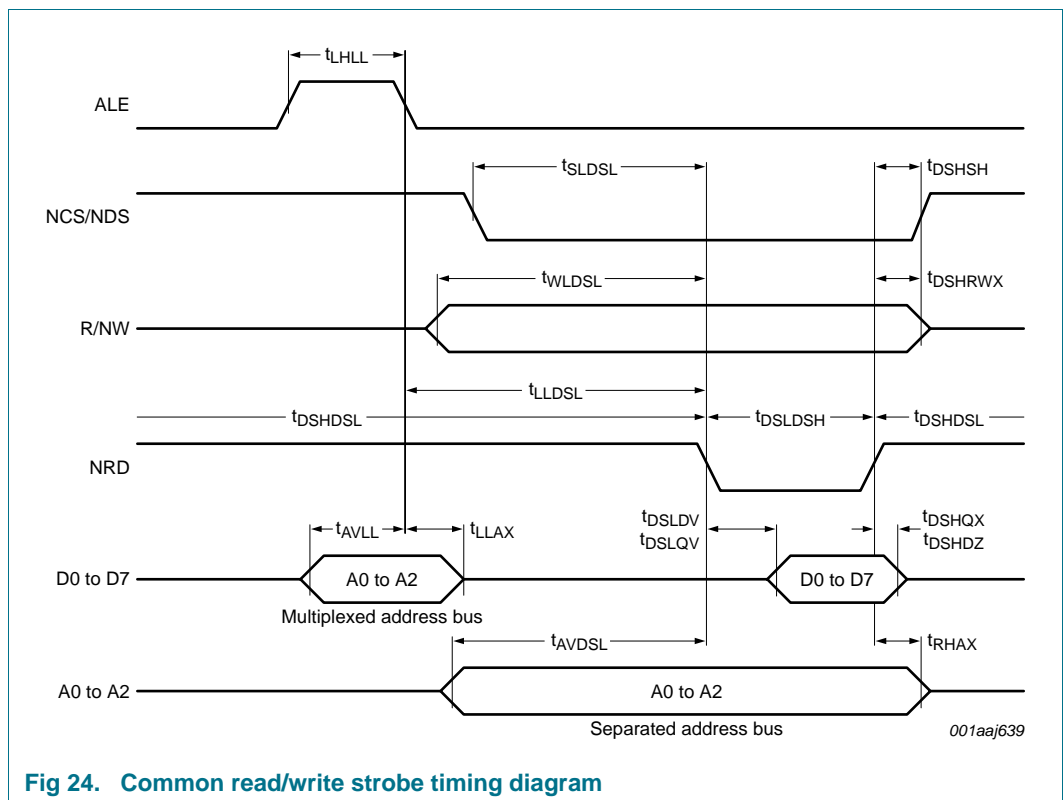 tLHLL
ALE
tSLDSL
tDSHSH
NCS/NDS
tWLDSL
tDSHRWX
R/NW
tLLDSL
tDSHDSL
tDSLDSH
tDSHDSL
NRD
tAVLL
tLLAX
tDSLDV
tDSLQV
tDSHQX
tDSHDZ
D0 to D7
A0 to A2
D0 to D7
Multiplexed address bus
tAVDSL
tRHAX
A0 to A2
A0 to A2
Separated address bus
001aaj639
Fig 24. Common read/write strobe timing diagram